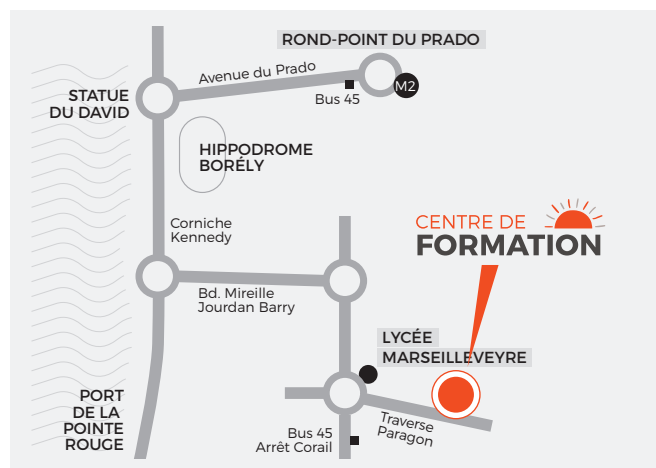 ROND-POINT DU PRADO
Avenue du Prado
M2
Bus 45
STATUE
DU DAVID
HIPPODROME
BORÉLY
Corniche
Kennedy
CENTRE DE
FORMATION
Bd. Mireille
Jourdan Barry
LYCÉE
MARSEILLEVEYRE
PORT
DE LA
POINTE
ROUGE
Traverse
Paragon
Bus 45
Arrêt Corail